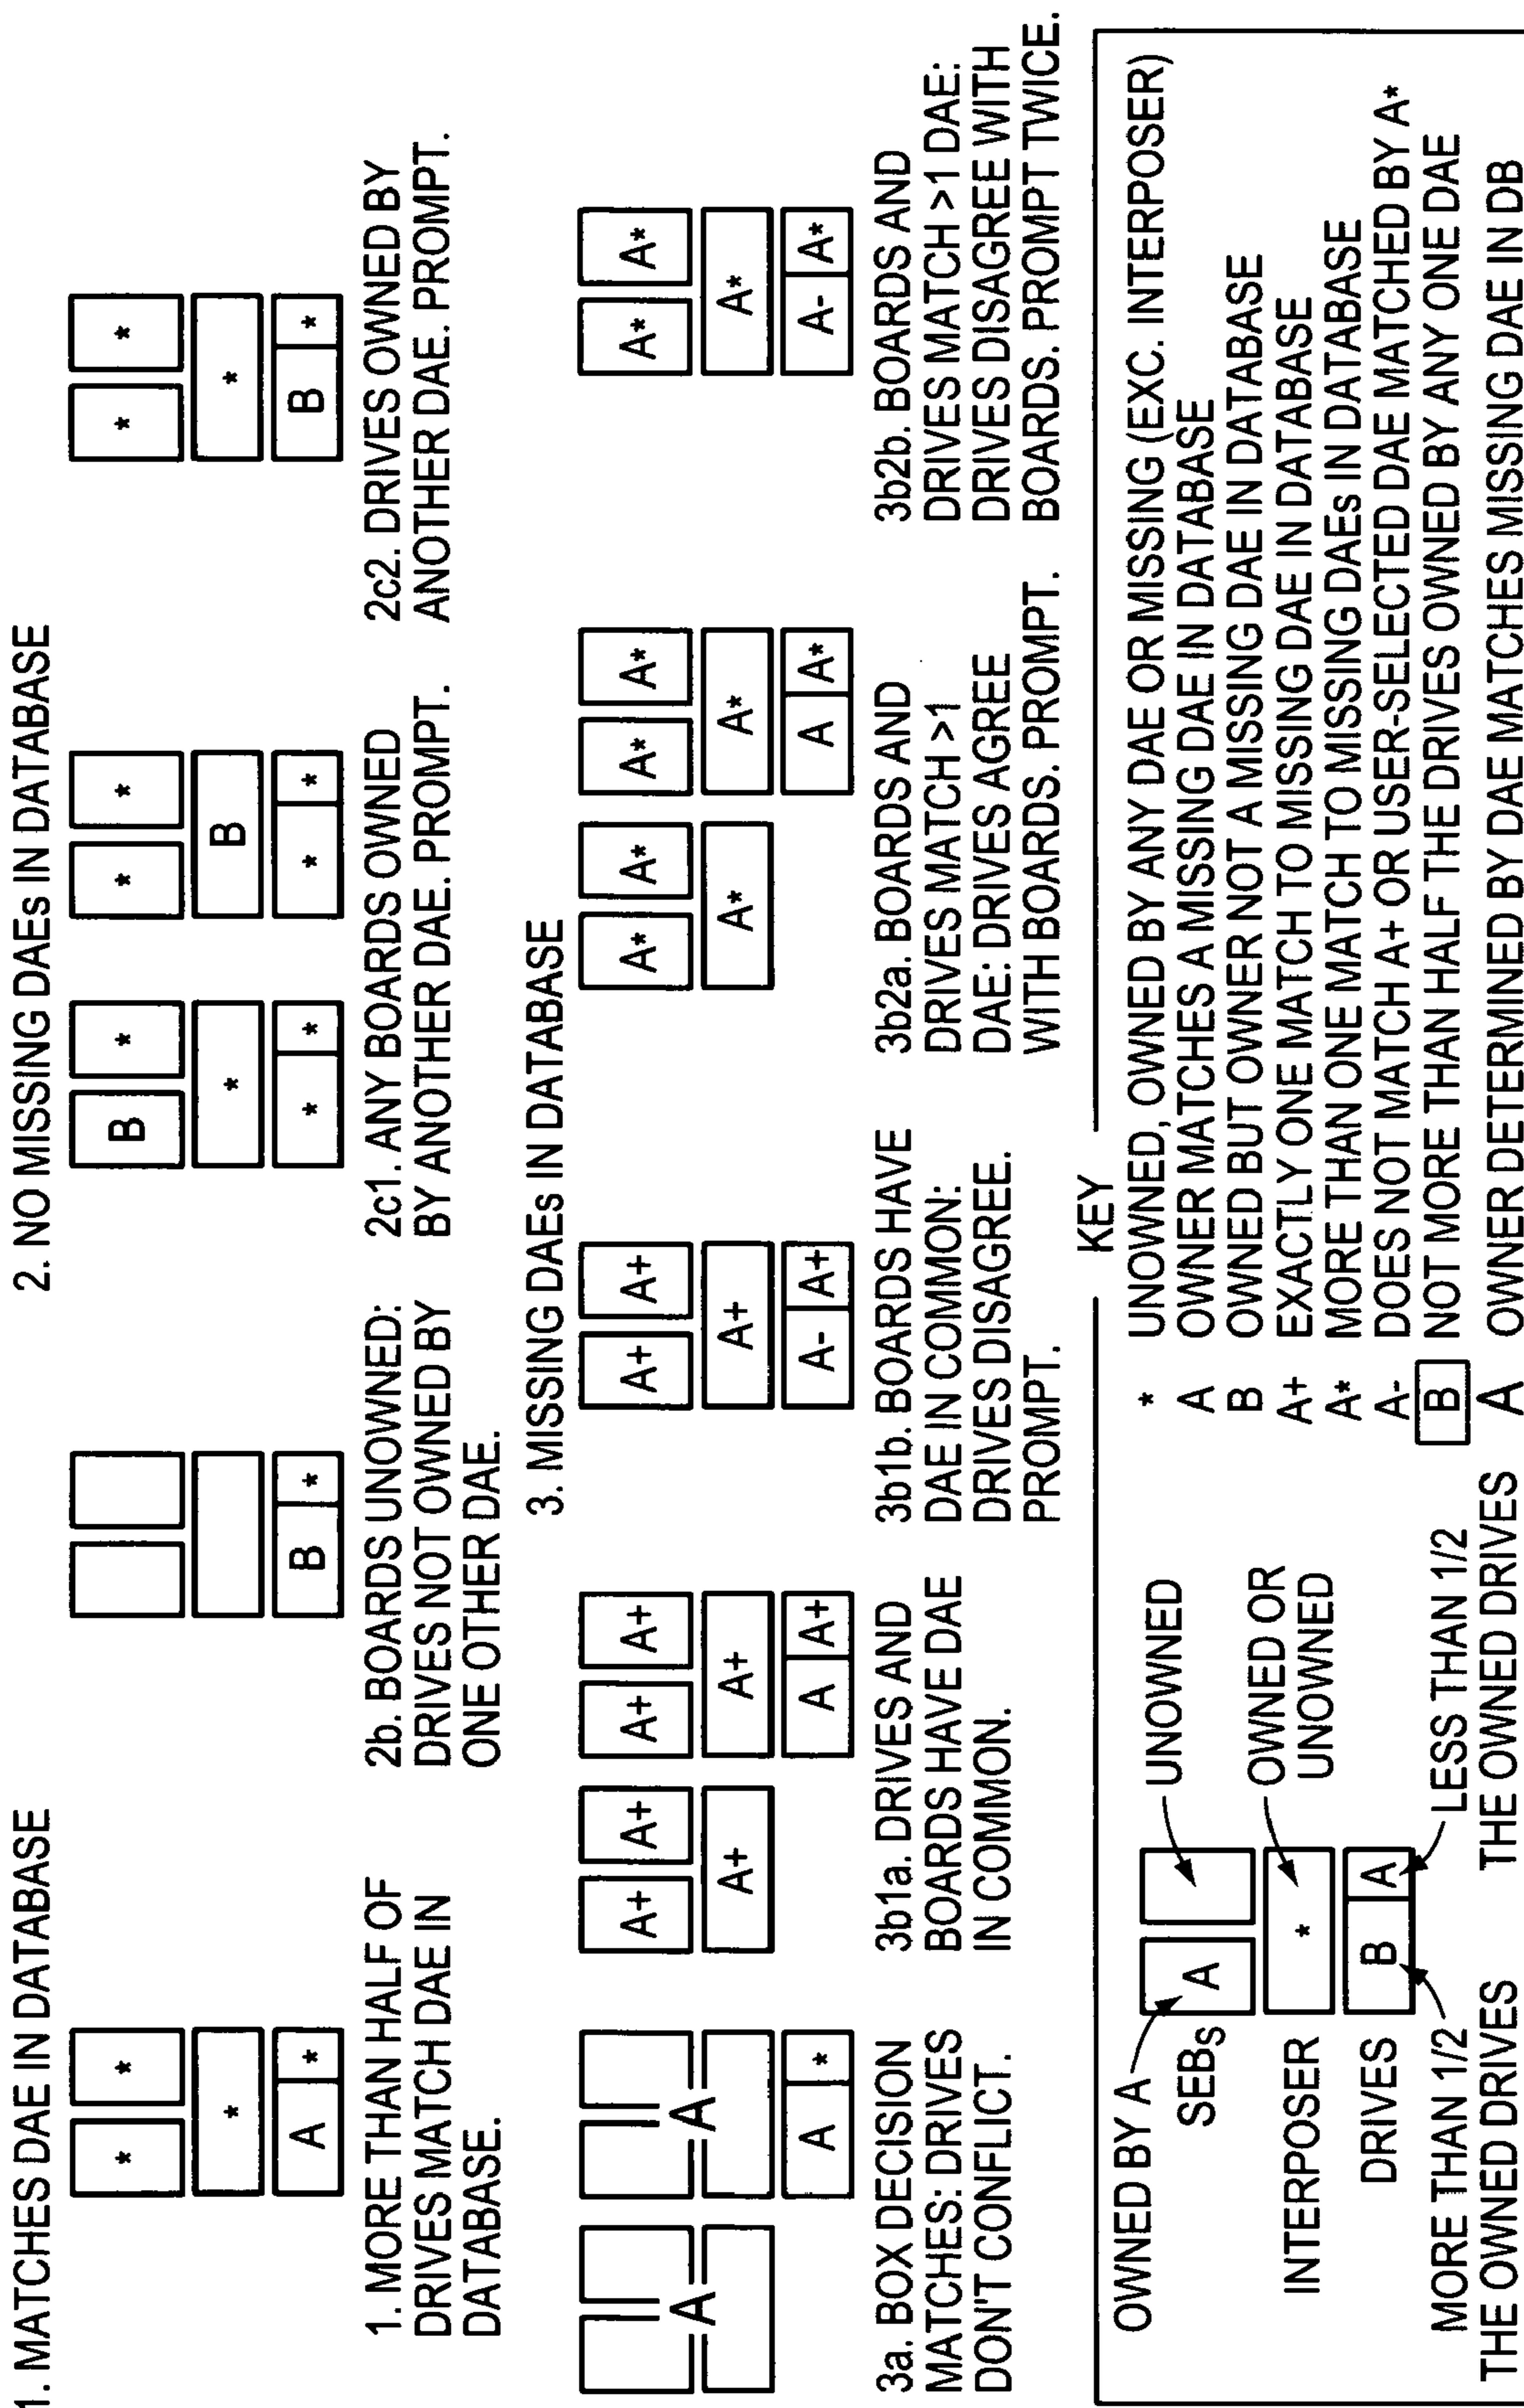 1. MATCHES DAE IN DATABASE
* *
*
A *
1. MORE THAN HALF OF
DRIVES MATCH DAE IN
DATABASE.
2. NO MISSING DAEs IN DATABASE
B *
2b. BOARDS UNOWNED:
DRIVES NOT OWNED BY
ONE OTHER DAE.
B *
*
* *
* *
B
* *
2c1. ANY BOARDS OWNED
BY ANOTHER DAE. PROMPT.
* *
*
B *
2c2. DRIVES OWNED BY
ANOTHER DAE. PROMPT.
3. MISSING DAEs IN DATABASE
A
A
A *
3a. BOX DECISION
MATCHES: DRIVES
DON'T CONFLICT.
A+ A+
A+
A+ A+
A+
A A+
3b1a. DRIVES AND
BOARDS HAVE DAE
IN COMMON.
A+ A+
A+
A- A+
3b1b. BOARDS HAVE
DAE IN COMMON:
DRIVES DISAGREE.
PROMPT.
A* A*
A*
A* A*
A*
A A*
3b2a. BOARDS AND
DRIVES MATCH >1
DAE: DRIVES AGREE
WITH BOARDS. PROMPT.
A* A*
A*
A- A*
3b2b. BOARDS AND
DRIVES MATCH >1 DAE:
DRIVES DISAGREE WITH
BOARDS. PROMPT TWICE.
KEY
OWNED BY A
SEBs
A
UNOWNED
INTERPOSER
*
OWNED OR
UNOWNED
DRIVES
B A
MORE THAN 1/2
THE OWNED DRIVES
LESS THAN 1/2
THE OWNED DRIVES
* UNOWNED, OWNED BY ANY DAE OR MISSING (EXC. INTERPOSER)
A OWNER MATCHES A MISSING DAE IN DATABASE
B OWNED BUT OWNER NOT A MISSING DAE IN DATABASE
A+ EXACTLY ONE MATCH TO MISSING DAE IN DATABASE
A* MORE THAN ONE MATCH TO MISSING DAEs IN DATABASE
A- DOES NOT MATCH A+ OR USER-SELECTED DAE MATCHED BY A*
B NOT MORE THAN HALF THE DRIVES OWNED BY ANY ONE DAE
A OWNER DETERMINED BY DAE MATCHES MISSING DAE IN DB